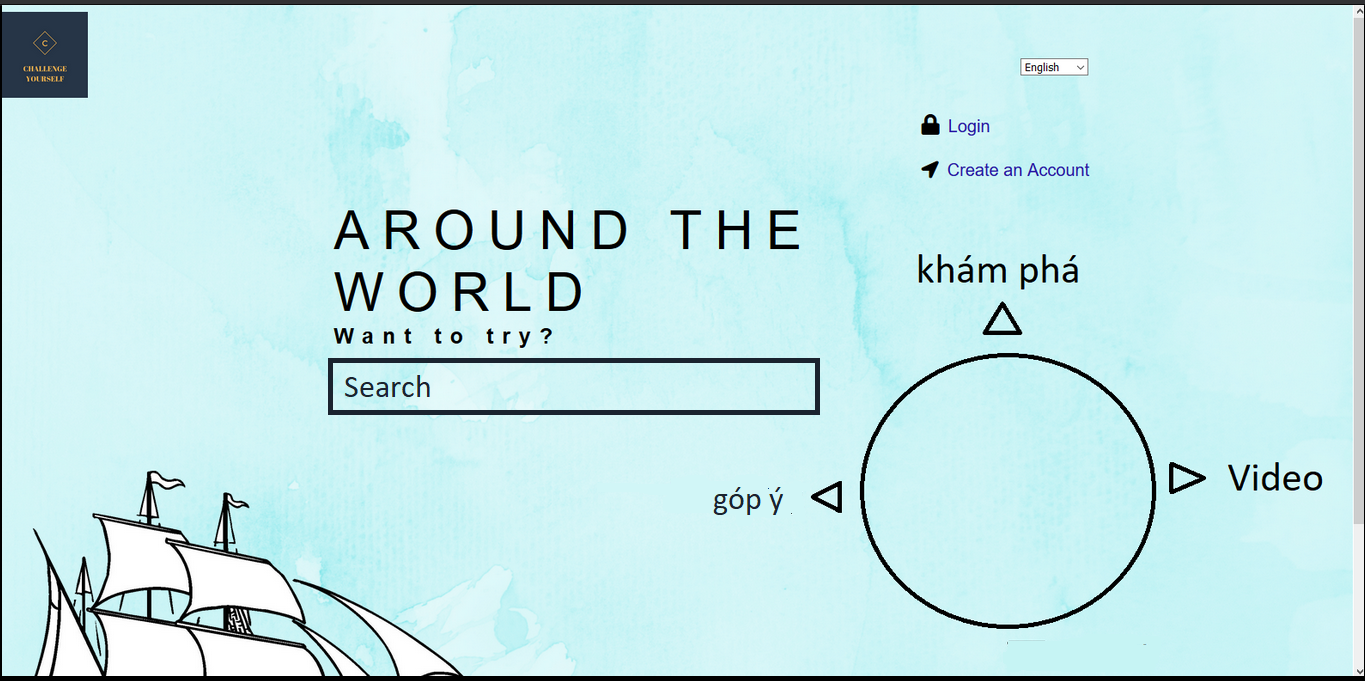 C
CHALLENGE
YOURSELF
English
Login
Create an Account
AROUND THE
WORLD
Want to try?
Search
khám phá
góp ý
Video